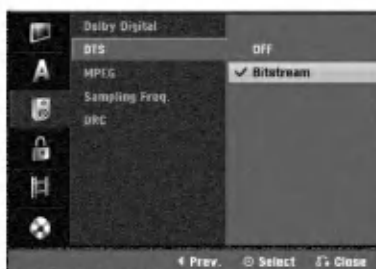 Dolby Digital
DTS
OFF
MPEG
✓ Bitstream
Sampling Freq.
DRC
A
◀ Prev. ⊙ Select Close